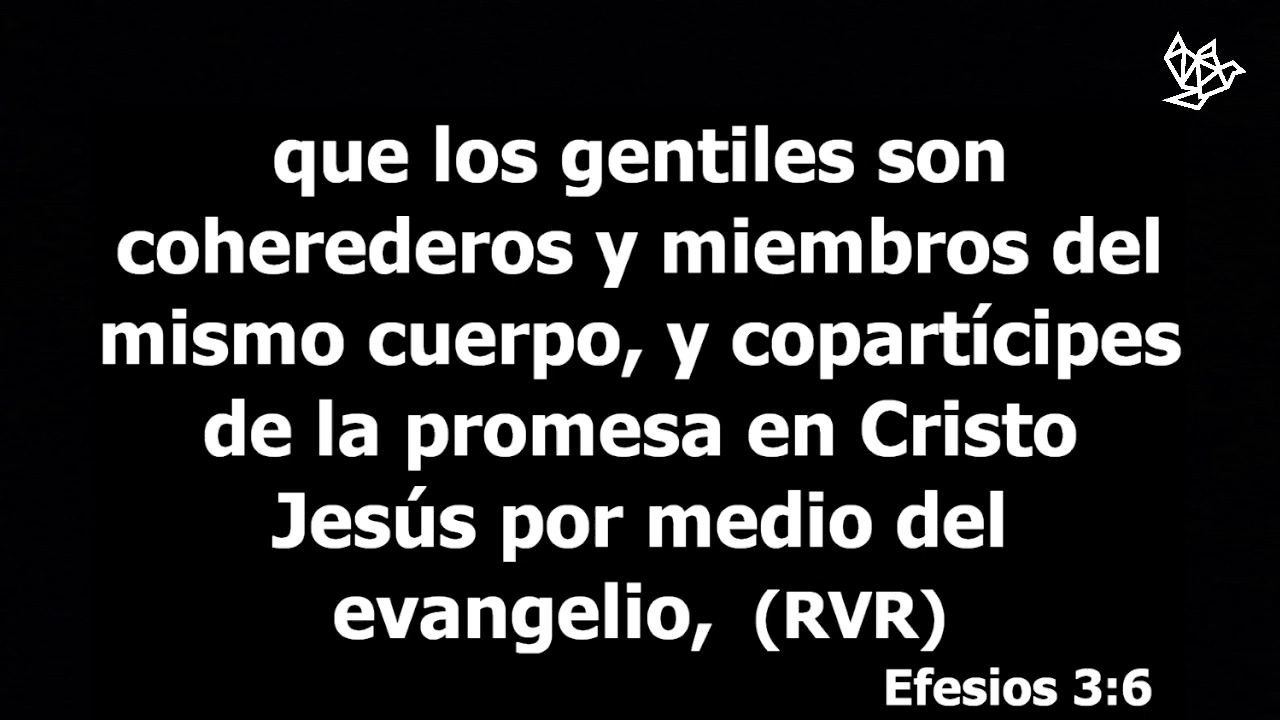 que los gentiles son
coherederos y miembros del
mismo cuerpo, y copartícipes
de la promesa en Cristo
Jesús por medio del
evangelio, (RVR)
Efesios 3:6